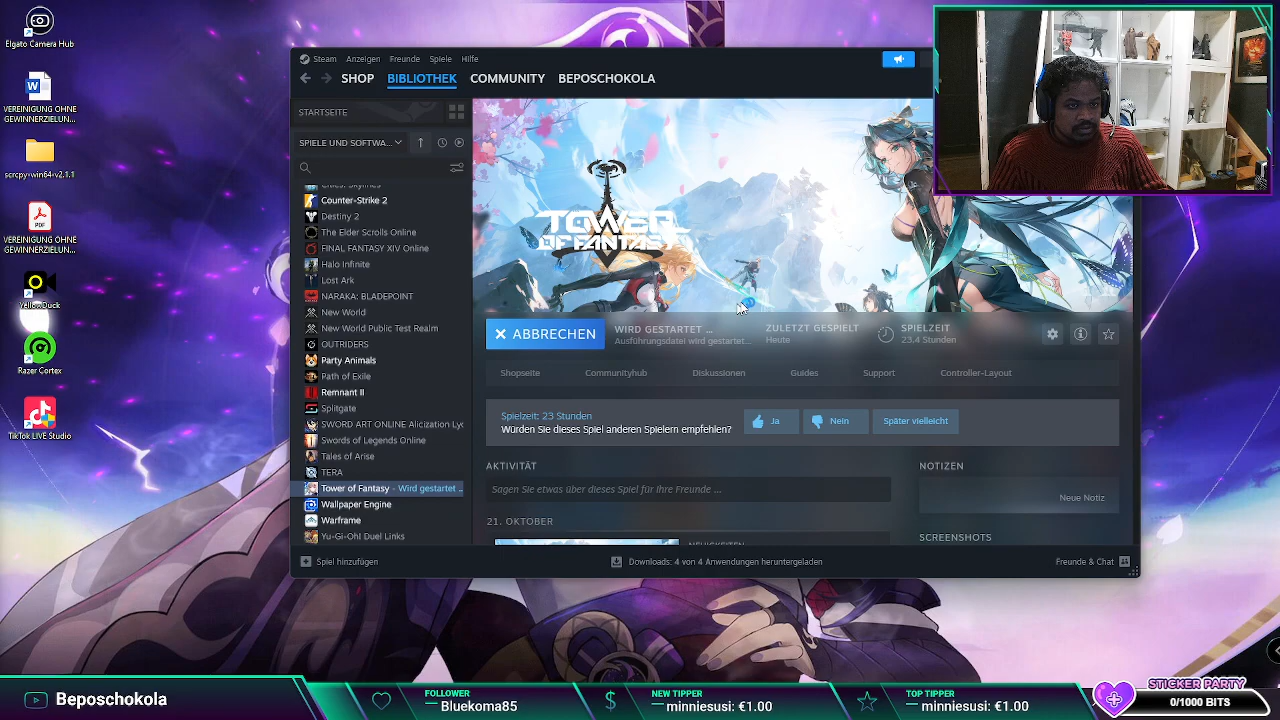 Elgato Camera Hub
VEREINIGUNG OHNE
GEWINNERZIELUN...
scrcpy-win64-v2.1.1
PDF
VEREINIGUNG OHNE
GEWINNERZIELUN...
YellowDuck
Razer Cortex
TikTok LIVE Studio
Steam Anzeigen Freunde Spiele Hilfe
SHOP BIBLIOTHEK COMMUNITY BEPOSCHOKOLA
STARTSEITE
SPIELE UND SOFTWA...
Cities: Skylines
Counter-Strike 2
Destiny 2
The Elder Scrolls Online
FINAL FANTASY XIV Online
Halo Infinite
Lost Ark
NARAKA: BLADEPOINT
New World
New World Public Test Realm
OUTRIDERS
Party Animals
Path of Exile
Remnant II
Splitgate
SWORD ART ONLINE Alicization Lyc
Swords of Legends Online
Tales of Arise
TERA
Tower of Fantasy - Wird gestartet ...
Wallpaper Engine
Warframe
Yu-Gi-Oh! Duel Links
TOWER
OF FANTASY
ABBRECHEN
WIRD GESTARTET ...
Ausführungsdatei wird gestartet...
ZULETZT GESPIELT
Heute
SPIELZEIT
23,4 Stunden
Shopseite Communityhub Diskussionen Guides Support Controller-Layout
Spielzeit: 23 Stunden
Würden Sie dieses Spiel anderen Spielern empfehlen?
Ja Nein Später vielleicht
AKTIVITÄT
Sagen Sie etwas über dieses Spiel für Ihre Freunde ...
21. OKTOBER
NEUIGKEITEN
NOTIZEN
Neue Notiz
SCREENSHOTS
Spiel hinzufügen
Downloads: 4 von 4 Anwendungen heruntergeladen
Freunde & Chat
Beposchokola
FOLLOWER
Bluekoma85
NEW TIPPER
minniesusi: €1.00
TOP TIPPER
minniesusi: €1.00
STICKER PARTY
0/1000 BITS